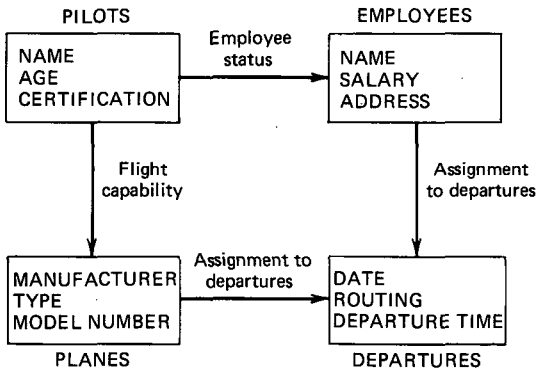 PILOTS
EMPLOYEES
NAME
AGE
CERTIFICATION
Employee
status
NAME
SALARY
ADDRESS
Flight
capability
Assignment
to departures
MANUFACTURER
TYPE
MODEL NUMBER
Assignment to
departures
DATE
ROUTING
DEPARTURE TIME
PLANES
DEPARTURES